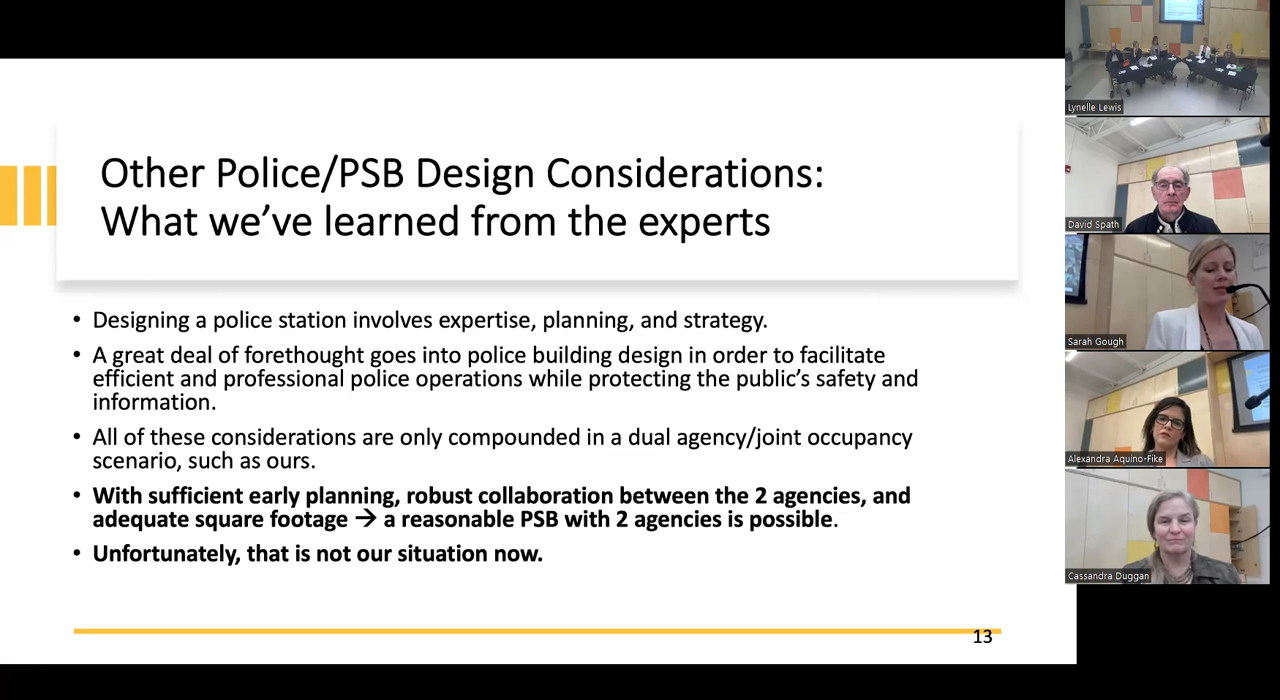 Other Police/PSB Design Considerations:
What we’ve learned from the experts
• Designing a police station involves expertise, planning, and strategy.
• A great deal of forethought goes into police building design in order to facilitate
efficient and professional police operations while protecting the public’s safety and
information.
• All of these considerations are only compounded in a dual agency/joint occupancy
scenario, such as ours.
• With sufficient early planning, robust collaboration between the 2 agencies, and
adequate square footage → a reasonable PSB with 2 agencies is possible.
• Unfortunately, that is not our situation now.
13
Lynelle Lewis
David Spath
Sarah Gough
Alexandra Aquino-Fike
Cassandra Duggan